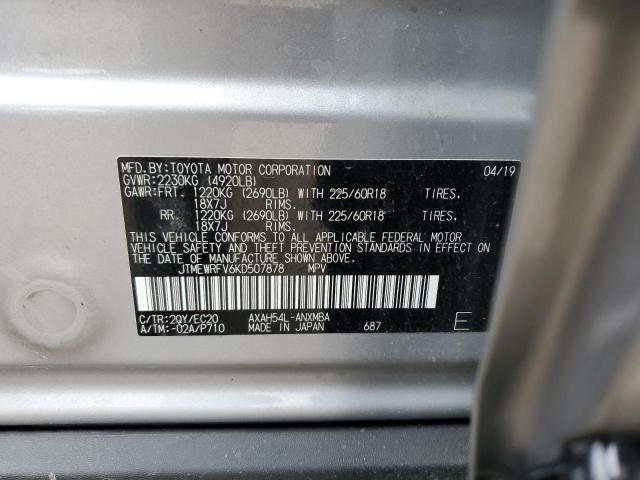 MFD.BY:TOYOTA MOTOR CORPORATION 04/19
GVWR:2230KG (4920LB)
GAWR:FRT. 1220KG (2690LB) WITH 225/60R18 TIRES.
18X7J RIMS.
RR. 1220KG (2690LB) WITH 225/60R18 TIRES.
18X7J RIMS.
THIS VEHICLE CONFORMS TO ALL APPLICABLE FEDERAL MOTOR
VEHICLE SAFETY AND THEFT PREVENTION STANDARDS IN EFFECT ON
THE DATE OF MANUFACTURE SHOWN ABOVE.
JTMEWRFV6KD507878 MPV
C/TR:2QY/EC20 AXAH54L-ANXMBA
A/TM:-02A/P710 MADE IN JAPAN 687 E